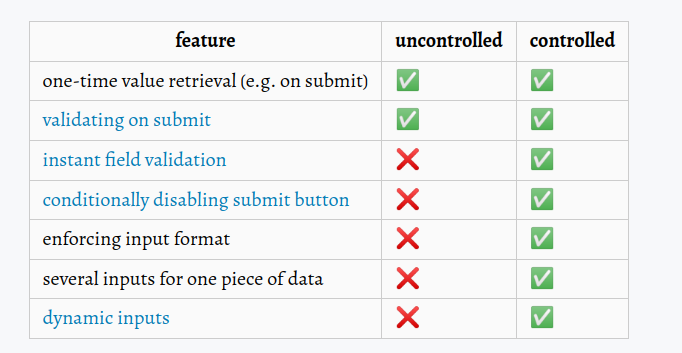 feature uncontrolled controlled
one-time value retrieval (e.g. on submit) ✅ ✅
validating on submit ✅ ✅
instant field validation ❌ ✅
conditionally disabling submit button ❌ ✅
enforcing input format ❌ ✅
several inputs for one piece of data ❌ ✅
dynamic inputs ❌ ✅